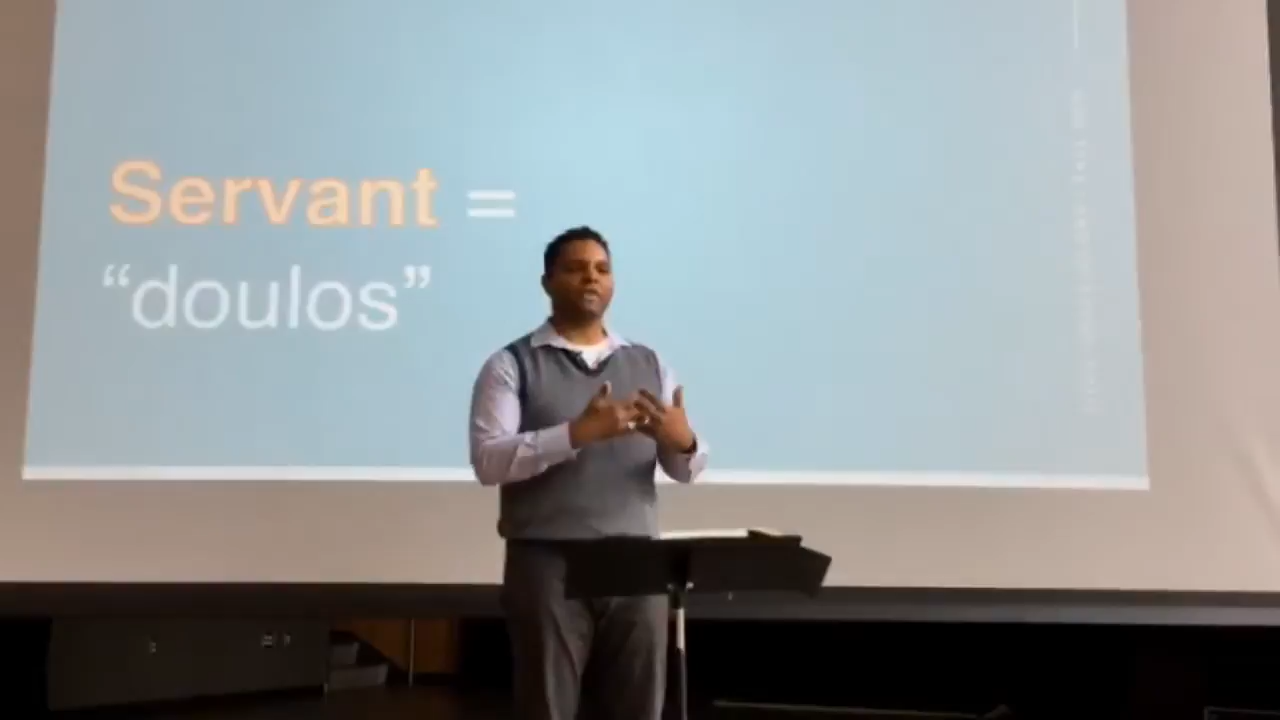 Servant =
“doulos”